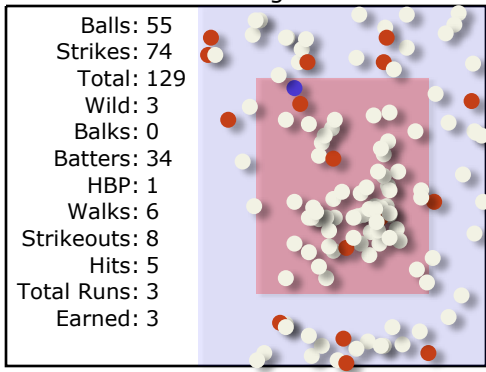 Balls: 55
Strikes: 74
Total: 129
Wild: 3
Balks: 0
Batters: 34
HBP: 1
Walks: 6
Strikeouts: 8
Hits: 5
Total Runs: 3
Earned: 3